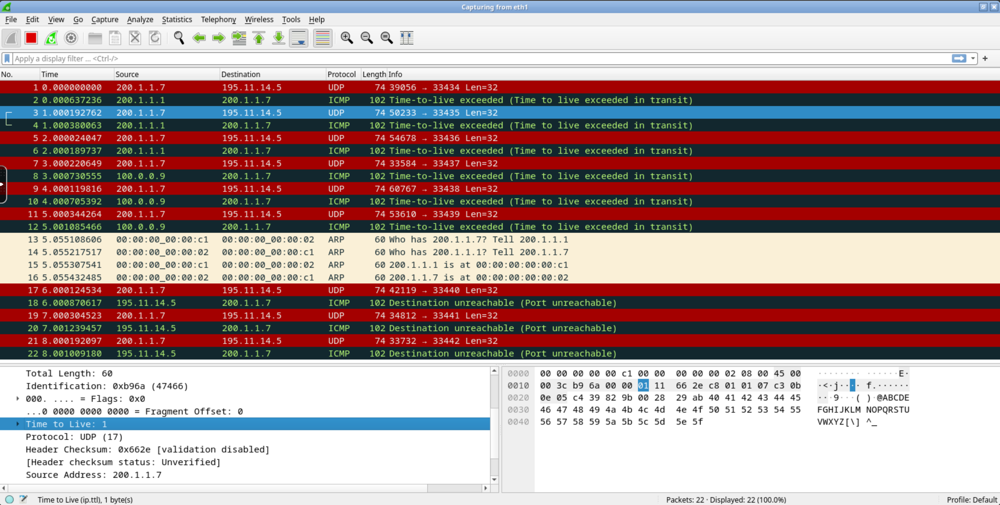 Capturing from eth1
File Edit View Go Capture Analyze Statistics Telephony Wireless Tools Help
Apply a display filter ... <Ctrl-/>
No. Time Source Destination Protocol Length Info
1 0.000000000 200.1.1.7 195.11.14.5 UDP 74 39056 → 33434 Len=32
2 0.000637236 200.1.1.1 200.1.1.7 ICMP 102 Time-to-live exceeded (Time to live exceeded in transit)
3 1.000192762 200.1.1.7 195.11.14.5 UDP 74 50233 → 33435 Len=32
4 1.000380063 200.1.1.1 200.1.1.7 ICMP 102 Time-to-live exceeded (Time to live exceeded in transit)
5 2.000024047 200.1.1.7 195.11.14.5 UDP 74 54678 → 33436 Len=32
6 2.000189737 200.1.1.1 200.1.1.7 ICMP 102 Time-to-live exceeded (Time to live exceeded in transit)
7 3.000220649 200.1.1.7 195.11.14.5 UDP 74 33584 → 33437 Len=32
8 3.000730555 100.0.0.9 200.1.1.7 ICMP 102 Time-to-live exceeded (Time to live exceeded in transit)
9 4.000119816 200.1.1.7 195.11.14.5 UDP 74 60767 → 33438 Len=32
10 4.000705392 100.0.0.9 200.1.1.7 ICMP 102 Time-to-live exceeded (Time to live exceeded in transit)
11 5.000344264 200.1.1.7 195.11.14.5 UDP 74 53610 → 33439 Len=32
12 5.001085466 100.0.0.9 200.1.1.7 ICMP 102 Time-to-live exceeded (Time to live exceeded in transit)
13 5.055108606 00:00:00_00:00:c1 00:00:00_00:00:02 ARP 60 Who has 200.1.1.7? Tell 200.1.1.1
14 5.055217517 00:00:00_00:00:02 00:00:00_00:00:c1 ARP 60 Who has 200.1.1.1? Tell 200.1.1.7
15 5.055307541 00:00:00_00:00:c1 00:00:00_00:00:02 ARP 60 200.1.1.1 is at 00:00:00:00:00:c1
16 5.055432485 00:00:00_00:00:02 00:00:00_00:00:c1 ARP 60 200.1.1.7 is at 00:00:00:00:00:02
17 6.000124534 200.1.1.7 195.11.14.5 UDP 74 42119 → 33440 Len=32
18 6.000870617 195.11.14.5 200.1.1.7 ICMP 102 Destination unreachable (Port unreachable)
19 7.000304523 200.1.1.7 195.11.14.5 UDP 74 34812 → 33441 Len=32
20 7.001239457 195.11.14.5 200.1.1.7 ICMP 102 Destination unreachable (Port unreachable)
21 8.000192097 200.1.1.7 195.11.14.5 UDP 74 33732 → 33442 Len=32
22 8.001009180 195.11.14.5 200.1.1.7 ICMP 102 Destination unreachable (Port unreachable)
Total Length: 60
Identification: 0xb96a (47466)
000. .... = Flags: 0x0
...0 0000 0000 0000 = Fragment Offset: 0
Time to Live: 1
Protocol: UDP (17)
Header Checksum: 0x662e [validation disabled]
[Header checksum status: Unverified]
Source Address: 200.1.1.7
0000 00 00 00 00 00 c1 00 00 00 00 00 02 08 00 45 00 ········ ······E·
0010 00 3c b9 6a 00 00 01 11 66 2e c8 01 01 07 c3 0b ·<·j···· f.······
0020 0e 05 c4 39 82 9b 00 28 29 ab 40 41 42 43 44 45 ···9···( )·@ABCDE
0030 46 47 48 49 4a 4b 4c 4d 4e 4f 50 51 52 53 54 55 FGHIJKLM NOPQRSTU
0040 56 57 58 59 5a 5b 5c 5d 5e 5f VWXYZ[\] ^_
Time to Live (ip.ttl), 1 byte(s)
Packets: 22 · Displayed: 22 (100.0%)
Profile: Default